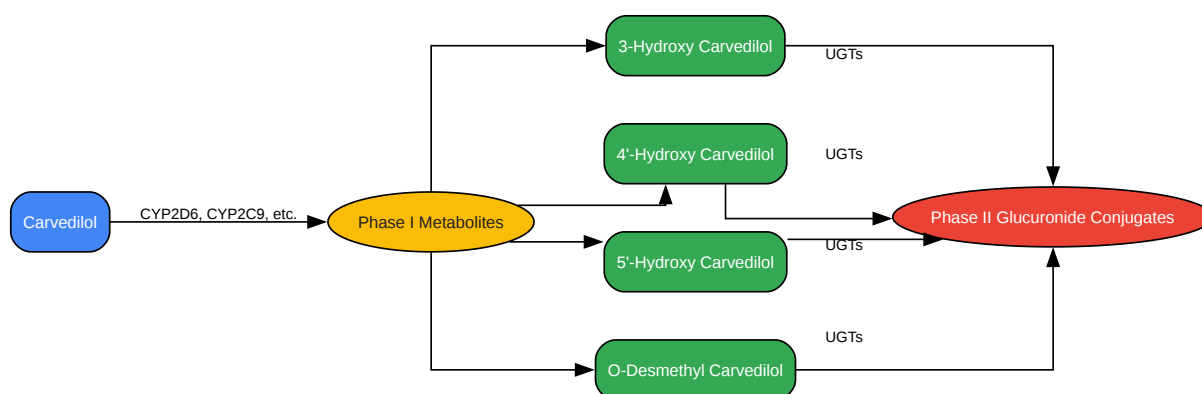 3-Hydroxy Carvedilol
UGTs
4'-Hydroxy Carvedilol
UGTs
Carvedilol
CYP2D6, CYP2C9, etc.
Phase I Metabolites
Phase II Glucuronide Conjugates
5'-Hydroxy Carvedilol
UGTs
UGTs
O-Desmethyl Carvedilol